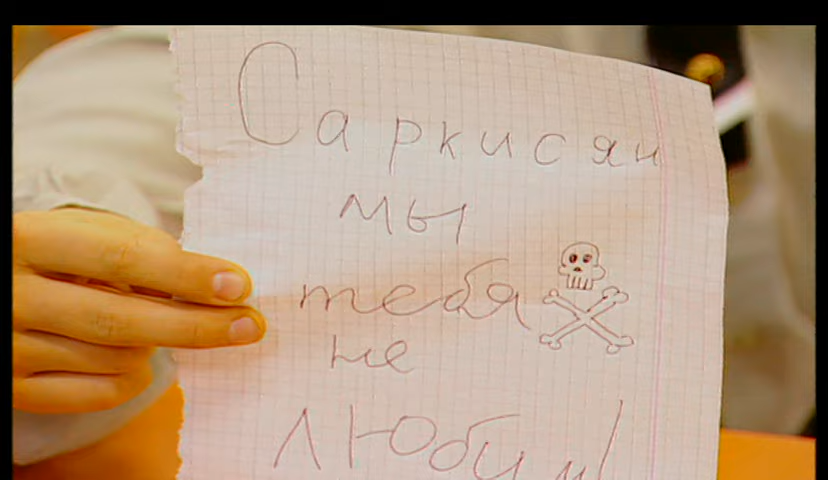 Саркисян
мы
тебя
не
любим!